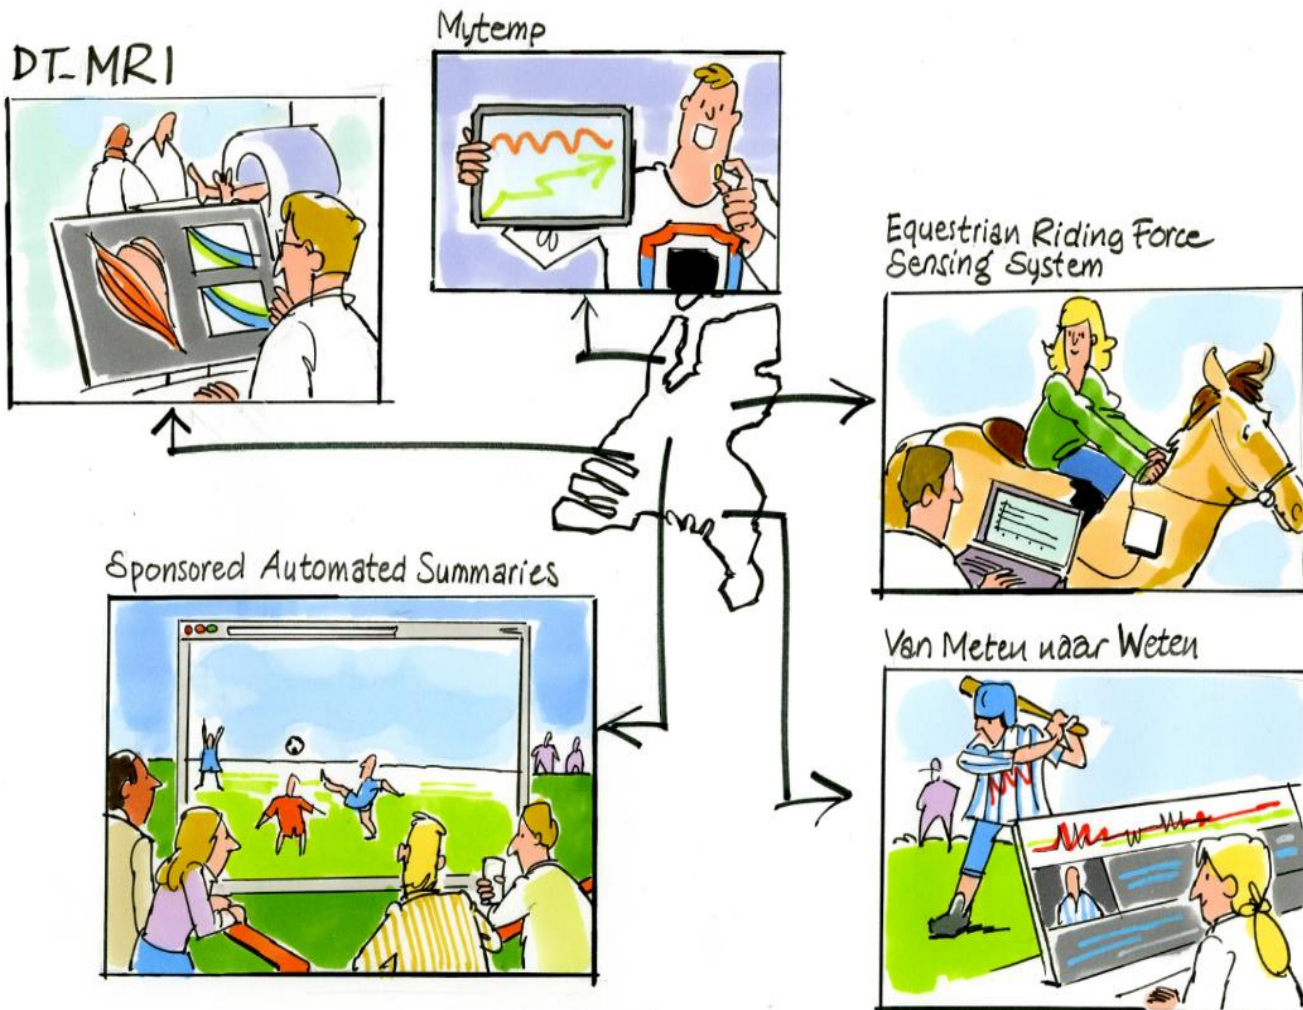 DT-MRI
Mytemp
Equestrian Riding Force
Sensing System
Sponsored Automated Summaries
Van Meten naar Weten